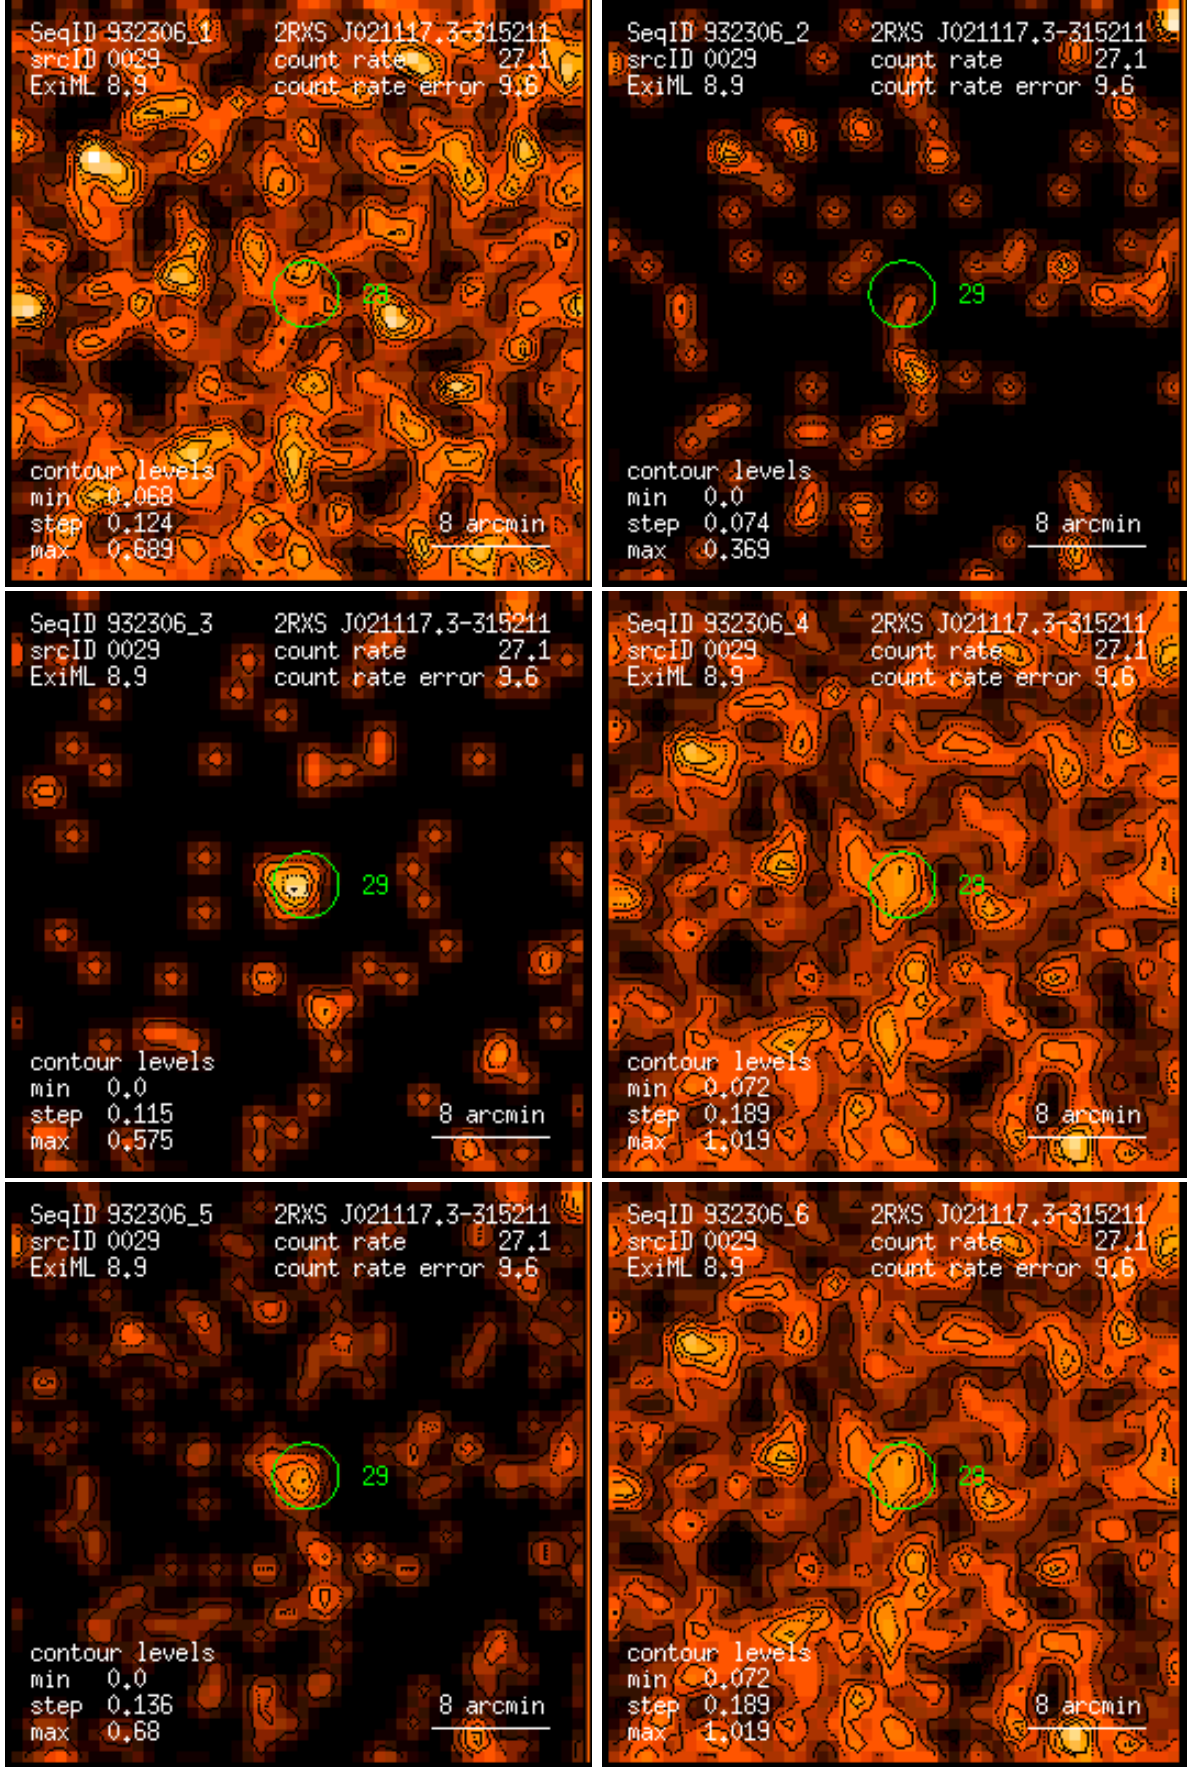 SeqID 932306_1 2RXS J021117.3-315211
srcID 0029 count rate 27.1
ExiML 8.9 count rate error 9.6
29
contour levels
min 0.068
step 0.124 8 arcmin
max 0.689
SeqID 932306_2 2RXS J021117.3-315211
srcID 0029 count rate 27.1
ExiML 8.9 count rate error 9.6
29
contour levels
min 0.0
step 0.074 8 arcmin
max 0.369
SeqID 932306_3 2RXS J021117.3-315211
srcID 0029 count rate 27.1
ExiML 8.9 count rate error 9.6
29
contour levels
min 0.0
step 0.115 8 arcmin
max 0.575
SeqID 932306_4 2RXS J021117.3-315211
srcID 0029 count rate 27.1
ExiML 8.9 count rate error 9.6
29
contour levels
min 0.072
step 0.189 8 arcmin
max 1.019
SeqID 932306_5 2RXS J021117.3-315211
srcID 0029 count rate 27.1
ExiML 8.9 count rate error 9.6
29
contour levels
min 0.0
step 0.136 8 arcmin
max 0.68
SeqID 932306_6 2RXS J021117.3-315211
srcID 0029 count rate 27.1
ExiML 8.9 count rate error 9.6
29
contour levels
min 0.072
step 0.189 8 arcmin
max 1.019